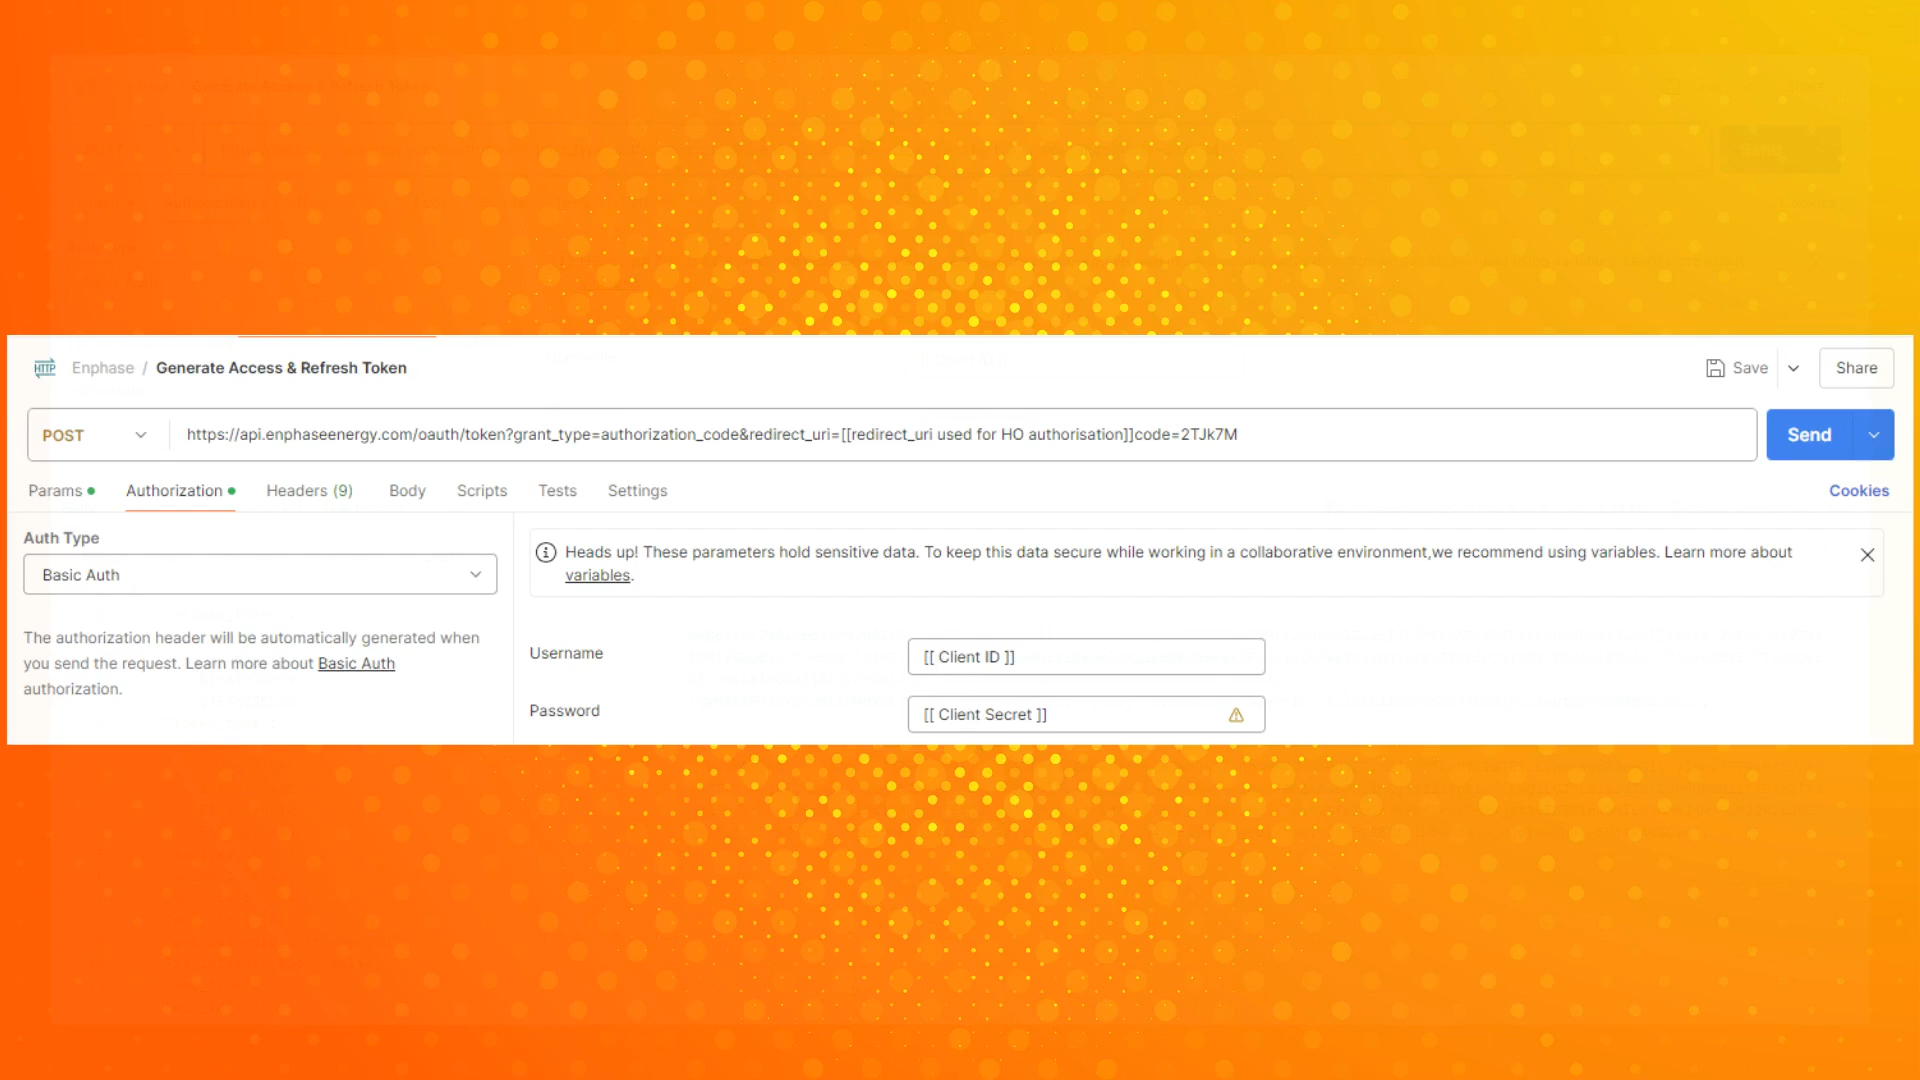 HTTP Enphase / Generate Access & Refresh Token
Save
Share
POST
https://api.enphaseenergy.com/oauth/token?grant_type=authorization_code&redirect_uri=[[redirect_uri used for HO authorisation]]code=2TJk7M
Send
Params Authorization Headers (9) Body Scripts Tests Settings
Cookies
Auth Type
Basic Auth
The authorization header will be automatically generated when
you send the request. Learn more about Basic Auth
authorization.
Heads up! These parameters hold sensitive data. To keep this data secure while working in a collaborative environment,we recommend using variables. Learn more about
variables.
Username
[[ Client ID ]]
Password
[[ Client Secret ]]